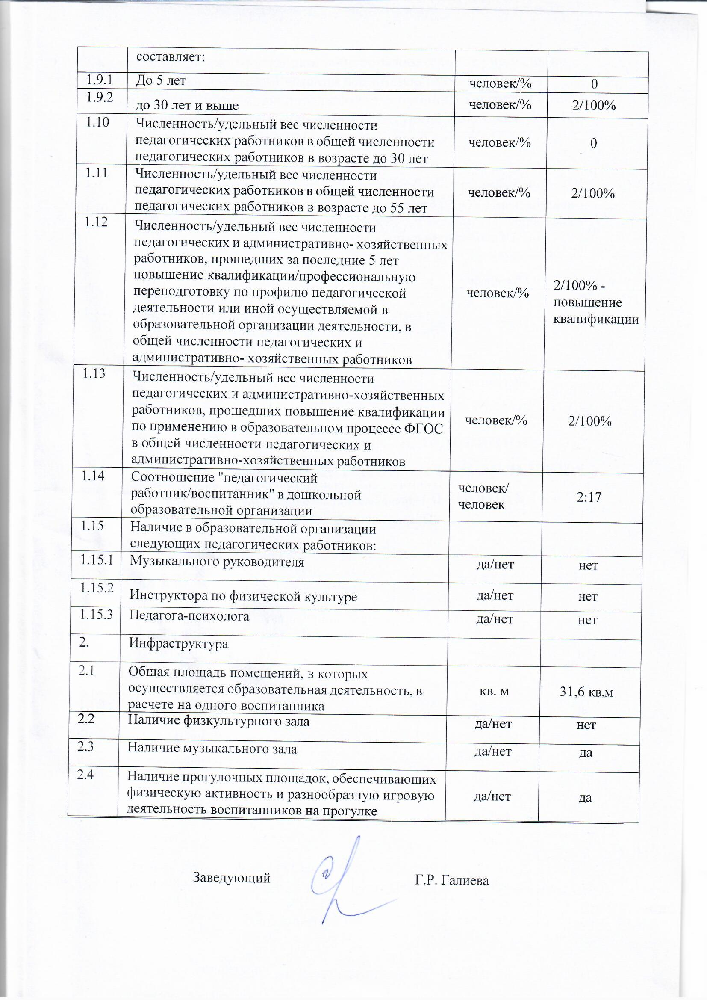 составляет:
1.9.1 До 5 лет человек/% 0
1.9.2 до 30 лет и выше человек/% 2/100%
1.10 Численность/удельный вес численности
педагогических работников в общей численности человек/% 0
педагогических работников в возрасте до 30 лет
1.11 Численность/удельный вес численности
педагогических работников в общей численности человек/% 2/100%
педагогических работников в возрасте до 55 лет
1.12 Численность/удельный вес численности
педагогических и административно- хозяйственных
работников, прошедших за последние 5 лет
повышение квалификации/профессиональную
переподготовку по профилю педагогической человек/% 2/100% -
деятельности или иной осуществляемой в повышение
образовательной организации деятельности, в квалификации
общей численности педагогических и
административно- хозяйственных работников
1.13 Численность/удельный вес численности
педагогических и административно-хозяйственных
работников, прошедших повышение квалификации человек/% 2/100%
по применению в образовательном процессе ФГОС
в общей численности педагогических и
административно-хозяйственных работников
1.14 Соотношение "педагогический человек/
работник/воспитанник" в дошкольной человек 2:17
образовательной организации
1.15 Наличие в образовательной организации
следующих педагогических работников:
1.15.1 Музыкального руководителя да/нет нет
1.15.2 Инструктора по физической культуре да/нет нет
1.15.3 Педагога-психолога да/нет нет
2. Инфраструктура
2.1 Общая площадь помещений, в которых
осуществляется образовательная деятельность, в кв. м 31,6 кв.м
расчете на одного воспитанника
2.2 Наличие физкультурного зала да/нет нет
2.3 Наличие музыкального зала да/нет да
2.4 Наличие прогулочных площадок, обеспечивающих
физическую активность и разнообразную игровую да/нет да
деятельность воспитанников на прогулке
Заведующий Г.Р. Галиева